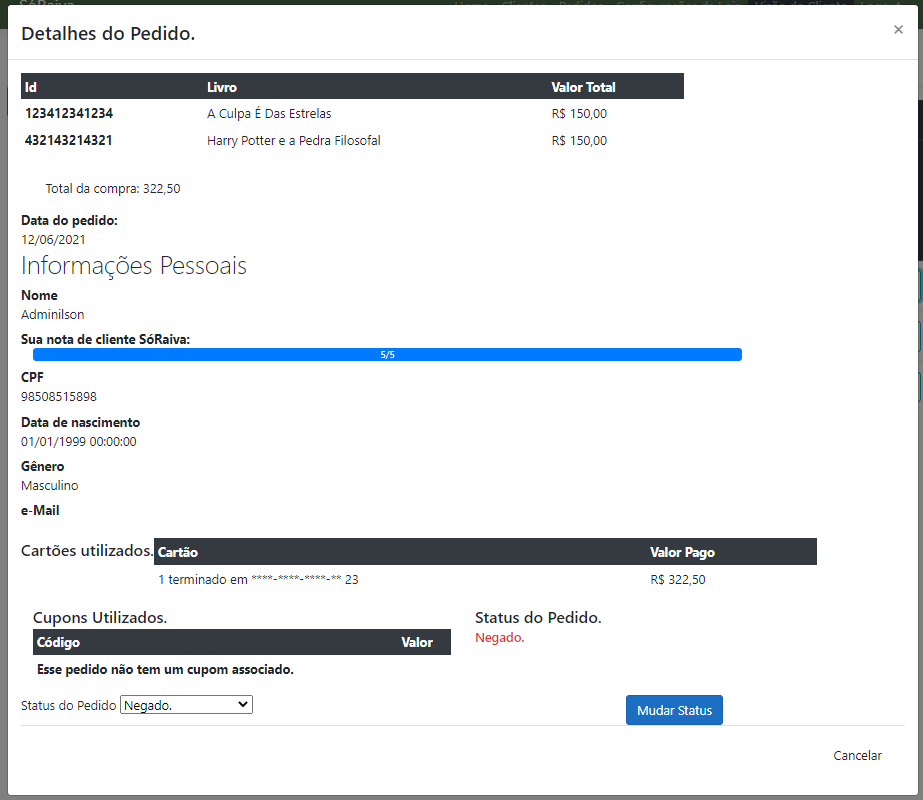 Detalhes do Pedido.
×
Id Livro Valor Total
123412341234 A Culpa É Das Estrelas R$ 150,00
432143214321 Harry Potter e a Pedra Filosofal R$ 150,00
Total da compra: 322,50
Data do pedido:
12/06/2021
Informações Pessoais
Nome
Adminilson
Sua nota de cliente SóRaiva:
5/5
CPF
98508515898
Data de nascimento
01/01/1999 00:00:00
Gênero
Masculino
e-Mail
Cartões utilizados. Cartão Valor Pago
1 terminado em ****-****-****-** 23 R$ 322,50
Cupons Utilizados. Status do Pedido.
Código Valor Negado.
Esse pedido não tem um cupom associado.
Status do Pedido Negado. Mudar Status
Cancelar